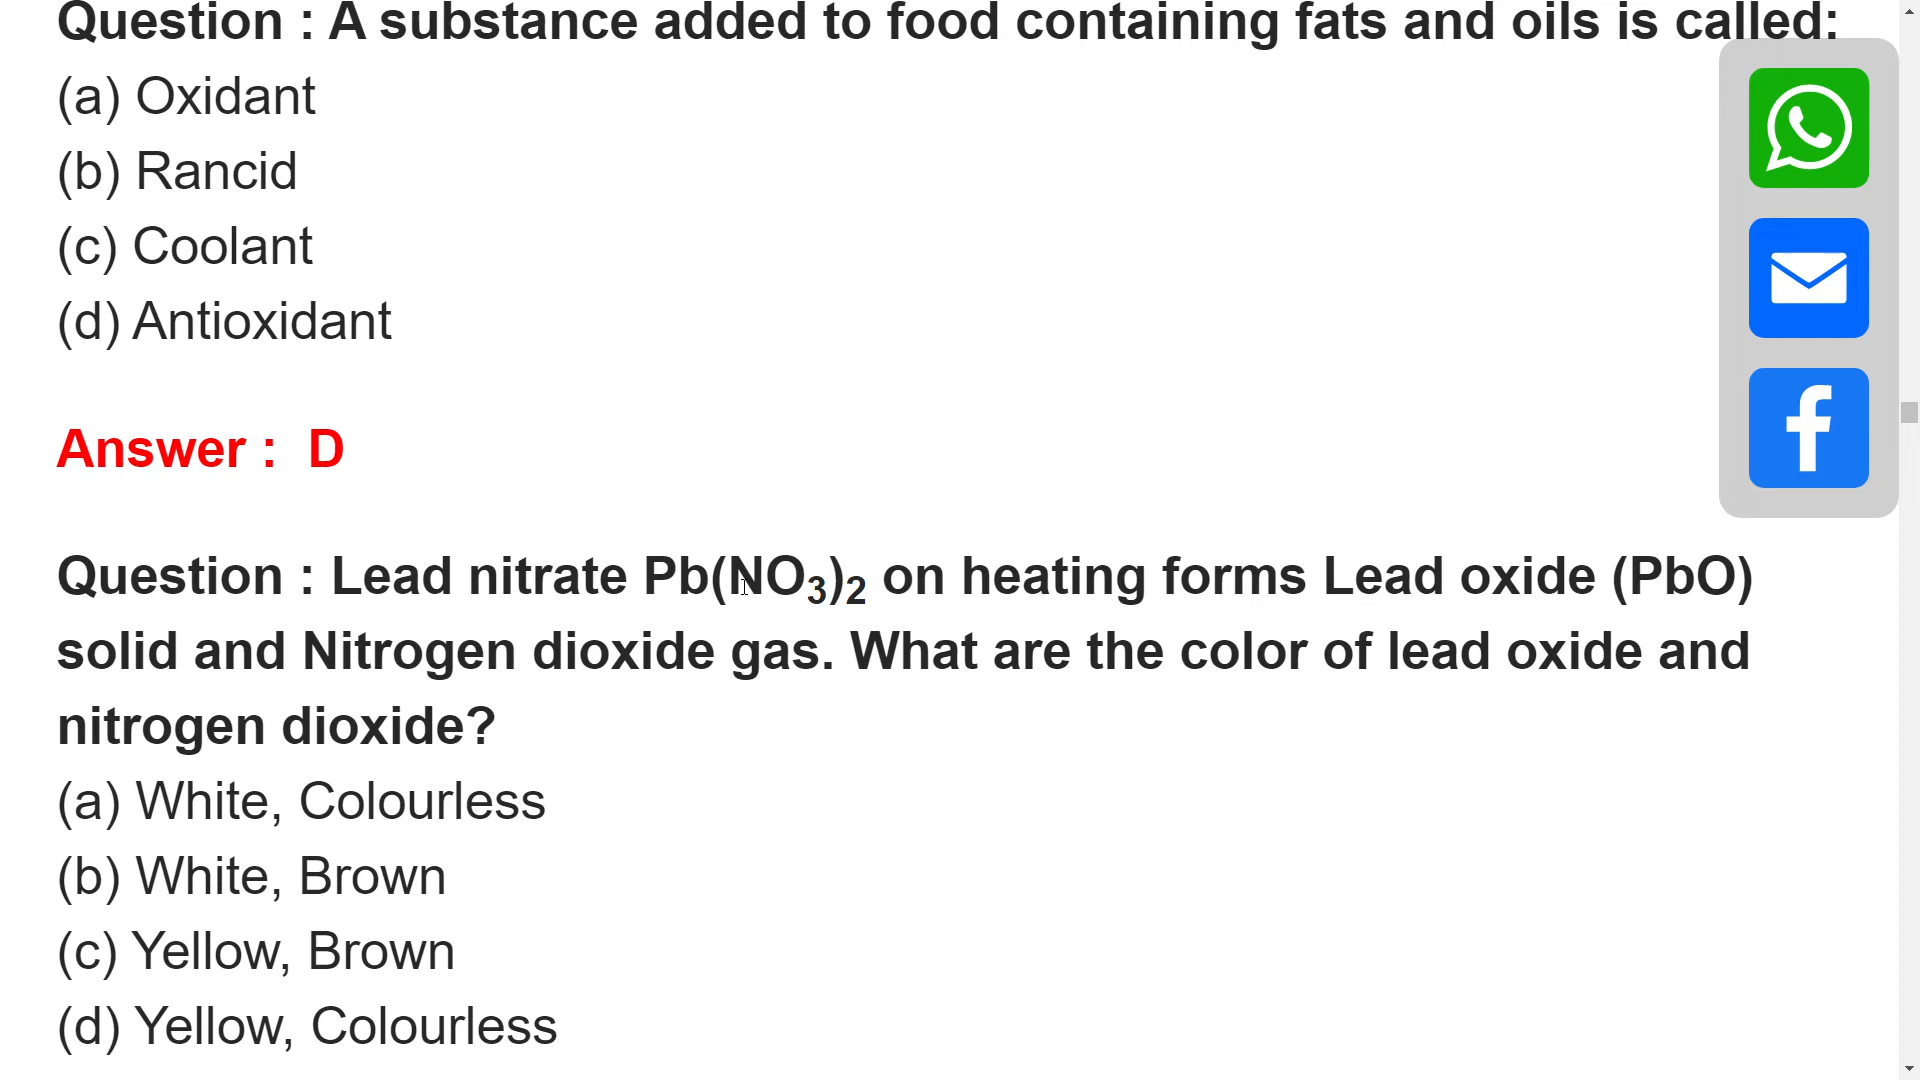 Question : A substance added to food containing fats and oils is called:
(a) Oxidant
(b) Rancid
(c) Coolant
(d) Antioxidant
Answer : D
Question : Lead nitrate Pb(NO₃)₂ on heating forms Lead oxide (PbO)
solid and Nitrogen dioxide gas. What are the color of lead oxide and
nitrogen dioxide?
(a) White, Colourless
(b) White, Brown
(c) Yellow, Brown
(d) Yellow, Colourless